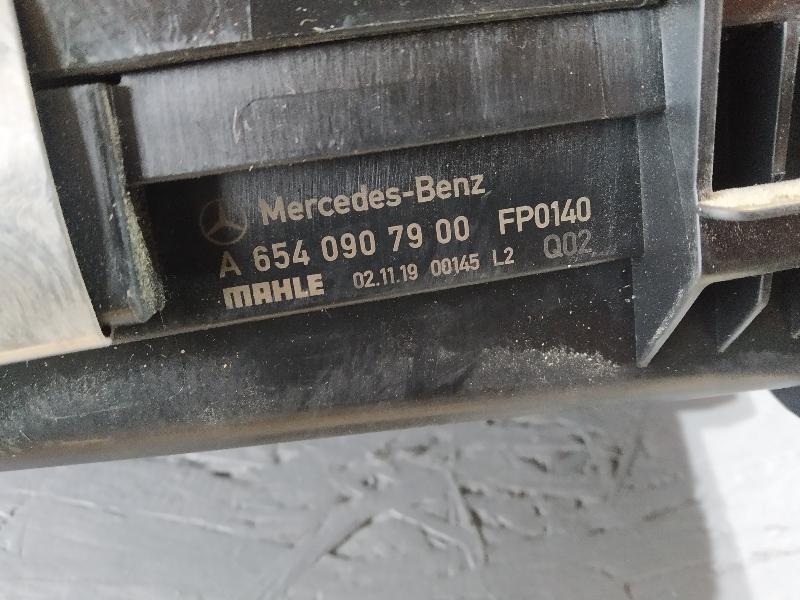 Mercedes-Benz
A 654 090 79 00 FP0140
MAHLE 02.11.19 00145 L2 Q02